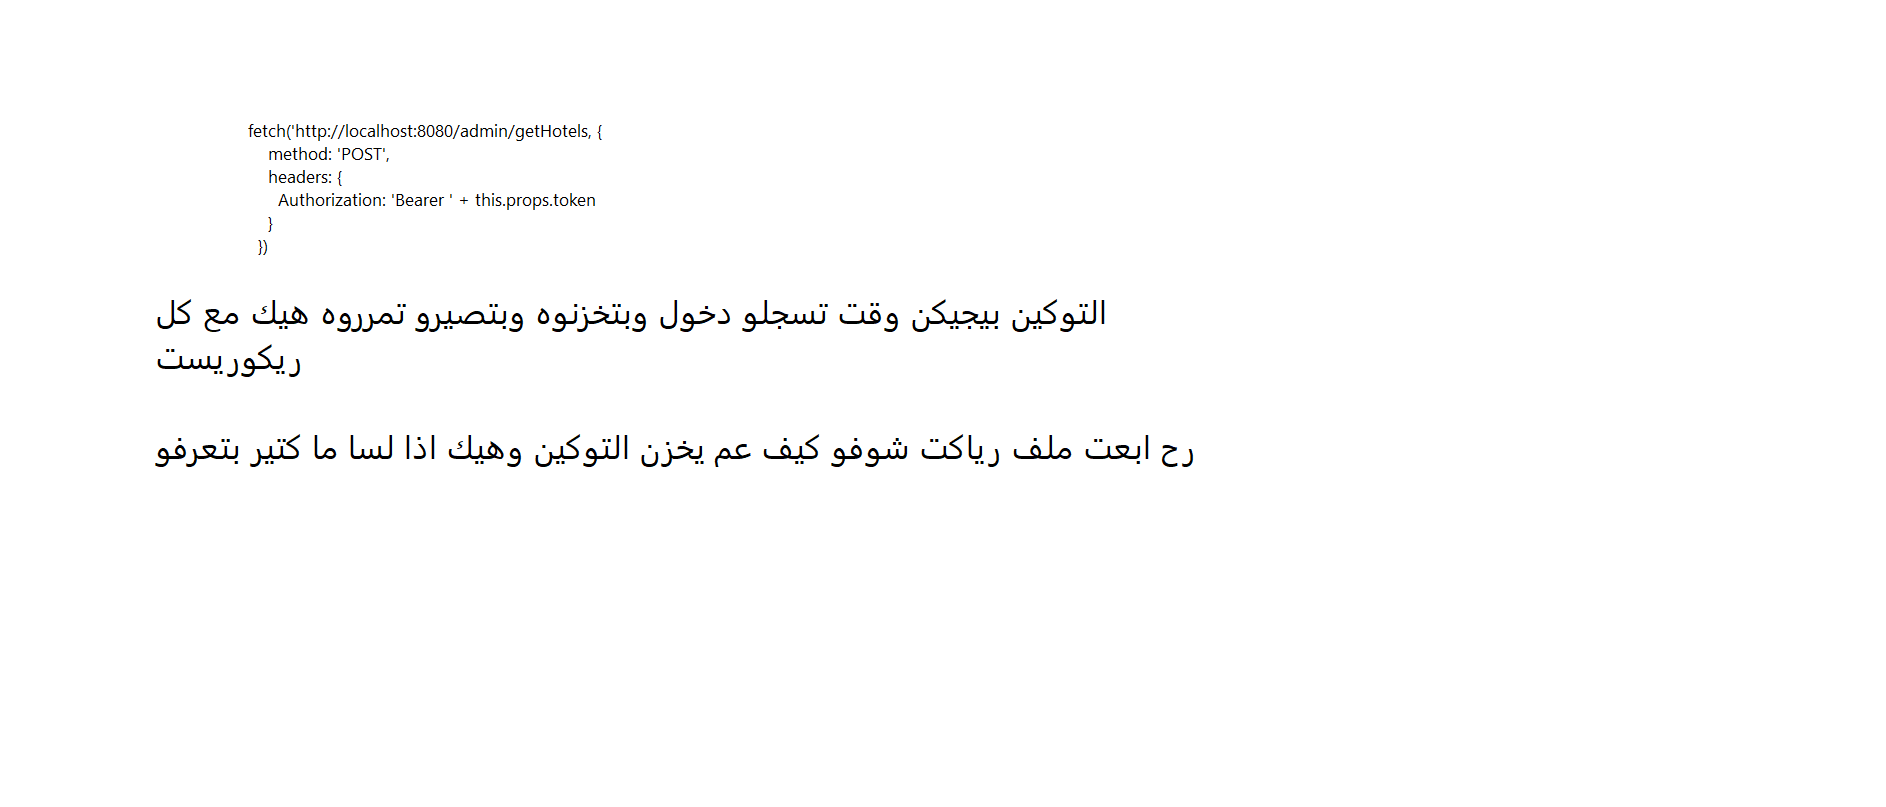 fetch('http://localhost:8080/admin/getHotels, {
method: 'POST',
headers: {
Authorization: 'Bearer ' + this.props.token
}
})
التوكين بيجيكن وقت تسجلو دخول وبتخزنوه وبتصيرو تمرروه هيك مع كل
ريكوريست
رح ابعت ملف رياكت شوفو كيف عم يخزن التوكين وهيك اذا لسا ما كتير بتعرفو